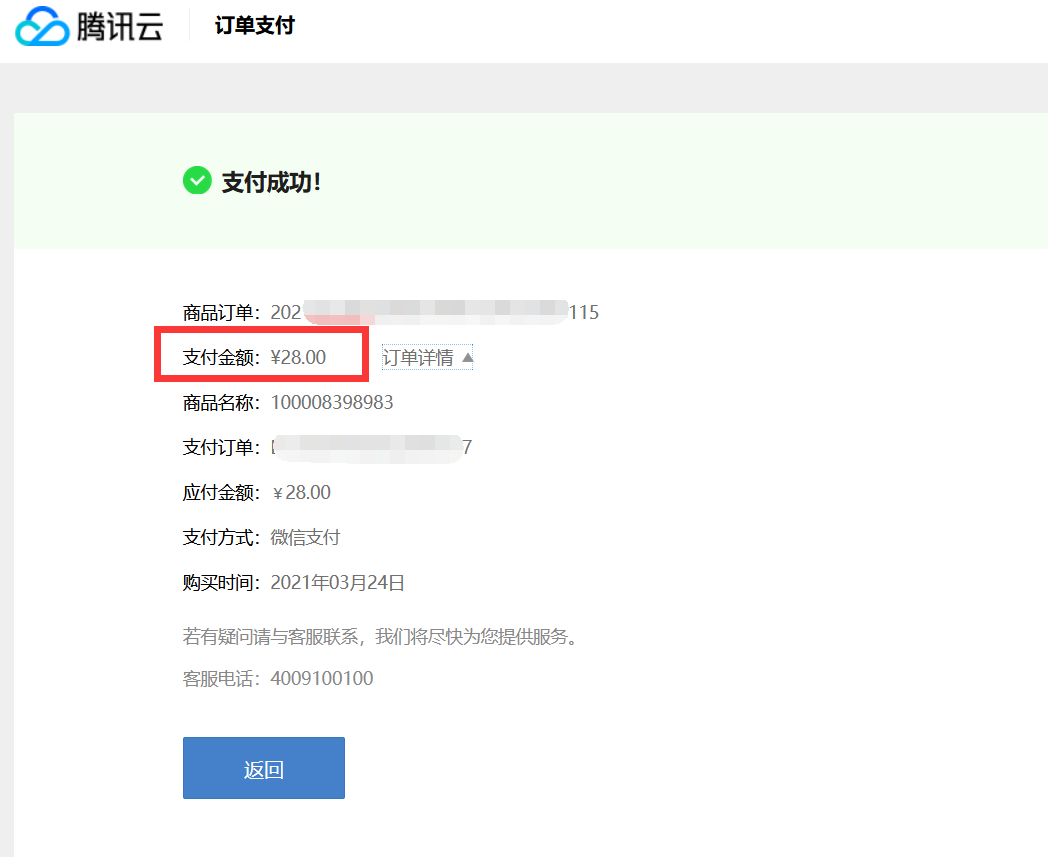 腾讯云 订单支付
支付成功!
商品订单：202 115
支付金额：¥28.00 订单详情 ▲
商品名称：100008398983
支付订单： 7
应付金额：￥28.00
支付方式：微信支付
购买时间：2021年03月24日
若有疑问请与客服联系，我们将尽快为您提供服务。
客服电话：4009100100
返回